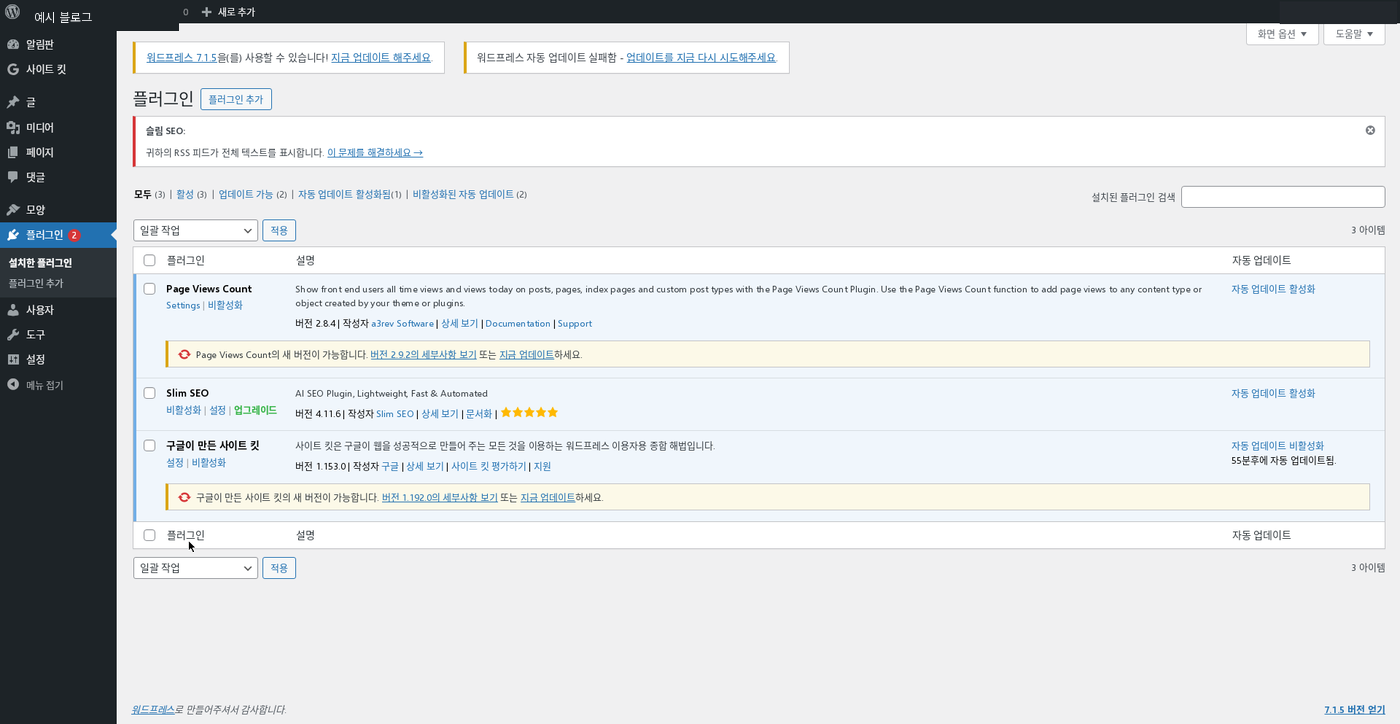 예시 블로그
0 새로 추가
알림판
사이트 킷
글
미디어
페이지
댓글
모양
플러그인 2
설치한 플러그인
플러그인 추가
사용자
도구
설정
메뉴 접기
화면 옵션 ▼
도움말 ▼
워드프레스 7.1.5을(를) 사용할 수 있습니다! 지금 업데이트 해주세요.
워드프레스 자동 업데이트 실패함 - 업데이트를 지금 다시 시도해주세요.
플러그인 플러그인 추가
슬림 SEO:
귀하의 RSS 피드가 전체 텍스트를 표시합니다. 이 문제를 해결하세요 →
모두 (3) | 활성 (3) | 업데이트 가능 (2) | 자동 업데이트 활성화됨(1) | 비활성화된 자동 업데이트 (2)
설치된 플러그인 검색
일괄 작업 적용
3 아이템
플러그인 설명 자동 업데이트
Page Views Count
Settings | 비활성화
Show front end users all time views and views today on posts, pages, index pages and custom post types with the Page Views Count Plugin. Use the Page Views Count function to add page views to any content type or
object created by your theme or plugins.
버전 2.8.4 | 작성자 a3rev Software | 상세 보기 | Documentation | Support
자동 업데이트 활성화
Page Views Count의 새 버전이 가능합니다. 버전 2.9.2의 세부사항 보기 또는 지금 업데이트하세요.
Slim SEO
비활성화 | 설정 | 업그레이드
AI SEO Plugin, Lightweight, Fast & Automated
버전 4.11.6 | 작성자 Slim SEO | 상세 보기 | 문서화 | ★★★★★
자동 업데이트 활성화
구글이 만든 사이트 킷
설정 | 비활성화
사이트 킷은 구글이 웹을 성공적으로 만들어 주는 모든 것을 이용하는 워드프레스 이용자용 종합 해법입니다.
버전 1.153.0 | 작성자 구글 | 상세 보기 | 사이트 킷 평가하기 | 지원
자동 업데이트 비활성화
55분후에 자동 업데이트됨.
구글이 만든 사이트 킷의 새 버전이 가능합니다. 버전 1.192.0의 세부사항 보기 또는 지금 업데이트하세요.
플러그인 설명 자동 업데이트
일괄 작업 적용
3 아이템
워드프레스로 만들어주셔서 감사합니다.
7.1.5 버전 얻기